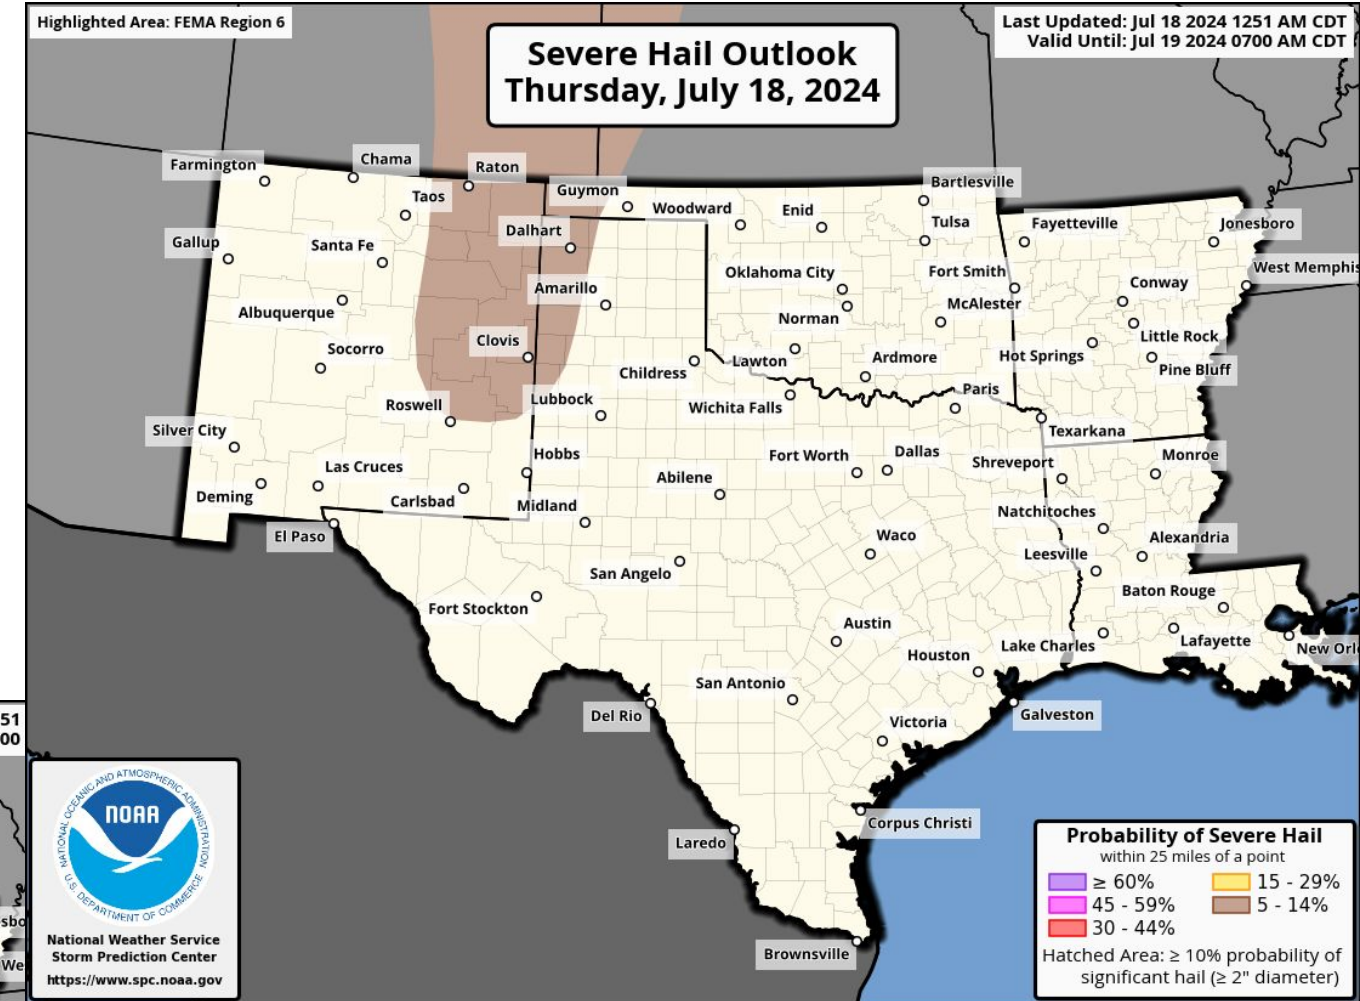 Highlighted Area: FEMA Region 6
Last Updated: Jul 18 2024 1251 AM CDT
Valid Until: Jul 19 2024 0700 AM CDT
Severe Hail Outlook
Thursday, July 18, 2024
Farmington
Chama
Raton
Taos
Guymon
Woodward
Enid
Bartlesville
Tulsa
Fayetteville
Jonesboro
Gallup
Santa Fe
Dalhart
Oklahoma City
Fort Smith
West Memphis
Albuquerque
Amarillo
Norman
McAlester
Conway
Socorro
Clovis
Childress
Lawton
Ardmore
Hot Springs
Little Rock
Pine Bluff
Roswell
Lubbock
Wichita Falls
Paris
Texarkana
Silver City
Las Cruces
Hobbs
Abilene
Fort Worth
Dallas
Shreveport
Monroe
Deming
Carlsbad
Midland
Natchitoches
El Paso
San Angelo
Waco
Leesville
Alexandria
Fort Stockton
Austin
Baton Rouge
Houston
Lake Charles
Lafayette
New Orl
Del Rio
San Antonio
Victoria
Galveston
51
00
Laredo
Corpus Christi
Brownsville
sbo
We
NATIONAL OCEANIC AND ATMOSPHERIC ADMINISTRATION
NOAA
U.S. DEPARTMENT OF COMMERCE
National Weather Service
Storm Prediction Center
https://www.spc.noaa.gov
Probability of Severe Hail
within 25 miles of a point
≥ 60%
15 - 29%
45 - 59%
5 - 14%
30 - 44%
Hatched Area: ≥ 10% probability of
significant hail (≥ 2" diameter)